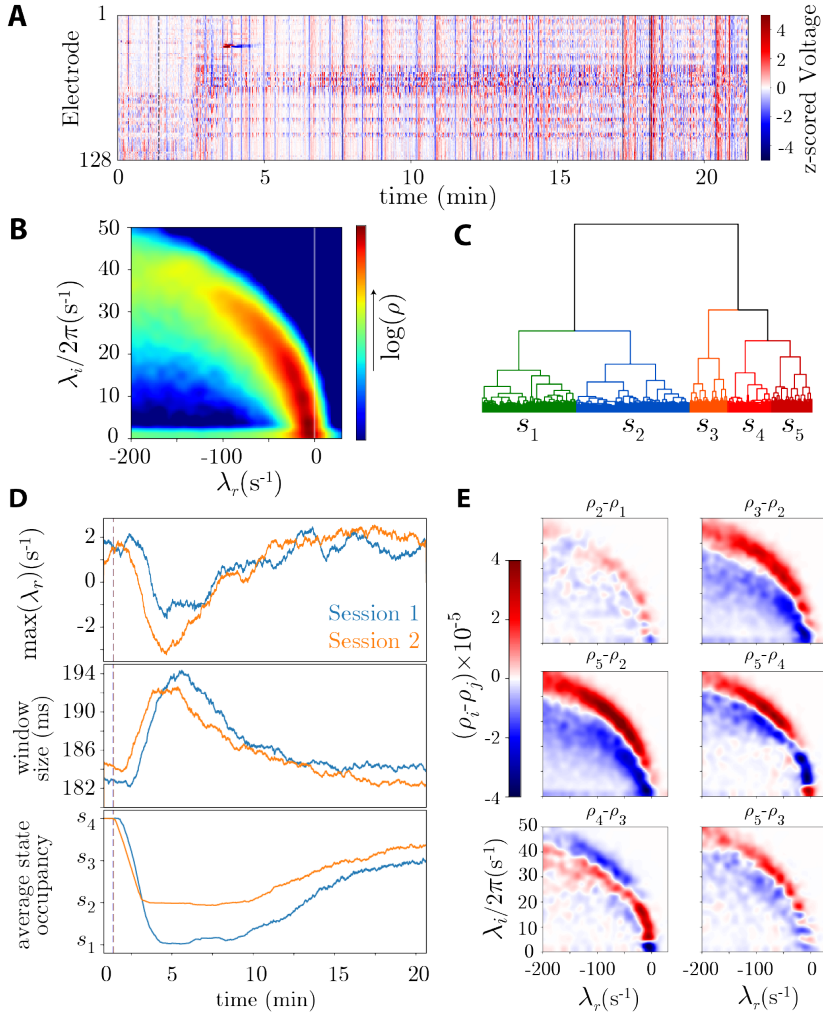 A
Electrode
1
128
0 5 10 15 20
time (min)
4
2
0
-2
-4
z-scored Voltage
B
λi/2π(s-1)
50
40
30
20
10
0
-200 -100 0
λr(s-1)
log(ρ)
C
s1 s2 s3 s4 s5
D
max(λr)(s-1)
2
0
-2
Session 1
Session 2
window
size (ms)
194
190
186
182
average state
occupancy
s4
s3
s2
s1
0 5 10 15 20
time (min)
E
(ρi-ρj)×10-5
4
2
0
-2
-4
ρ2-ρ1 ρ3-ρ2
ρ5-ρ2 ρ5-ρ4
ρ4-ρ3 ρ5-ρ3
λi/2π(s-1)
50
40
30
20
10
0
-200 -100 0 -200 -100 0
λr(s-1) λr(s-1)